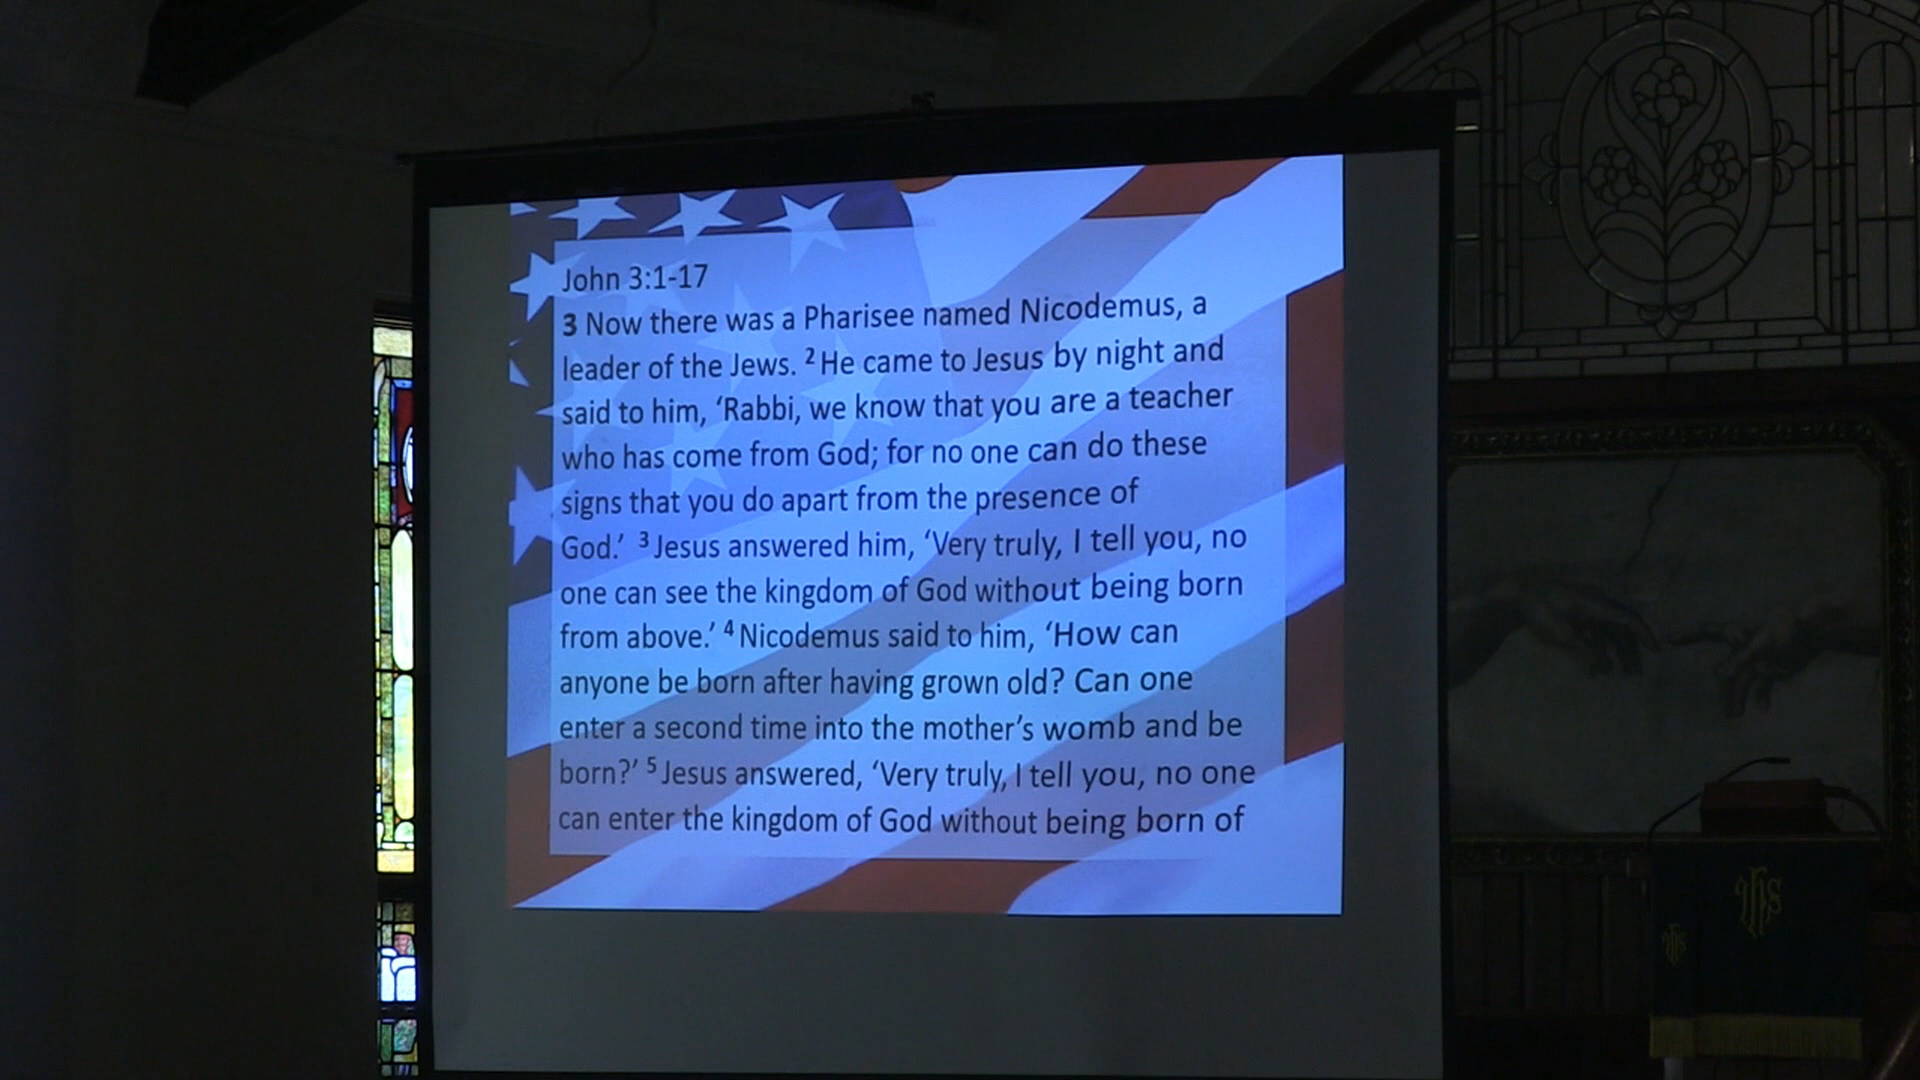 John 3:1-17
3 Now there was a Pharisee named Nicodemus, a
leader of the Jews. 2 He came to Jesus by night and
said to him, ‘Rabbi, we know that you are a teacher
who has come from God; for no one can do these
signs that you do apart from the presence of
God.’ 3 Jesus answered him, ‘Very truly, I tell you, no
one can see the kingdom of God without being born
from above.’ 4 Nicodemus said to him, ‘How can
anyone be born after having grown old? Can one
enter a second time into the mother’s womb and be
born?’ 5 Jesus answered, ‘Very truly, I tell you, no one
can enter the kingdom of God without being born of
IHS
IHS